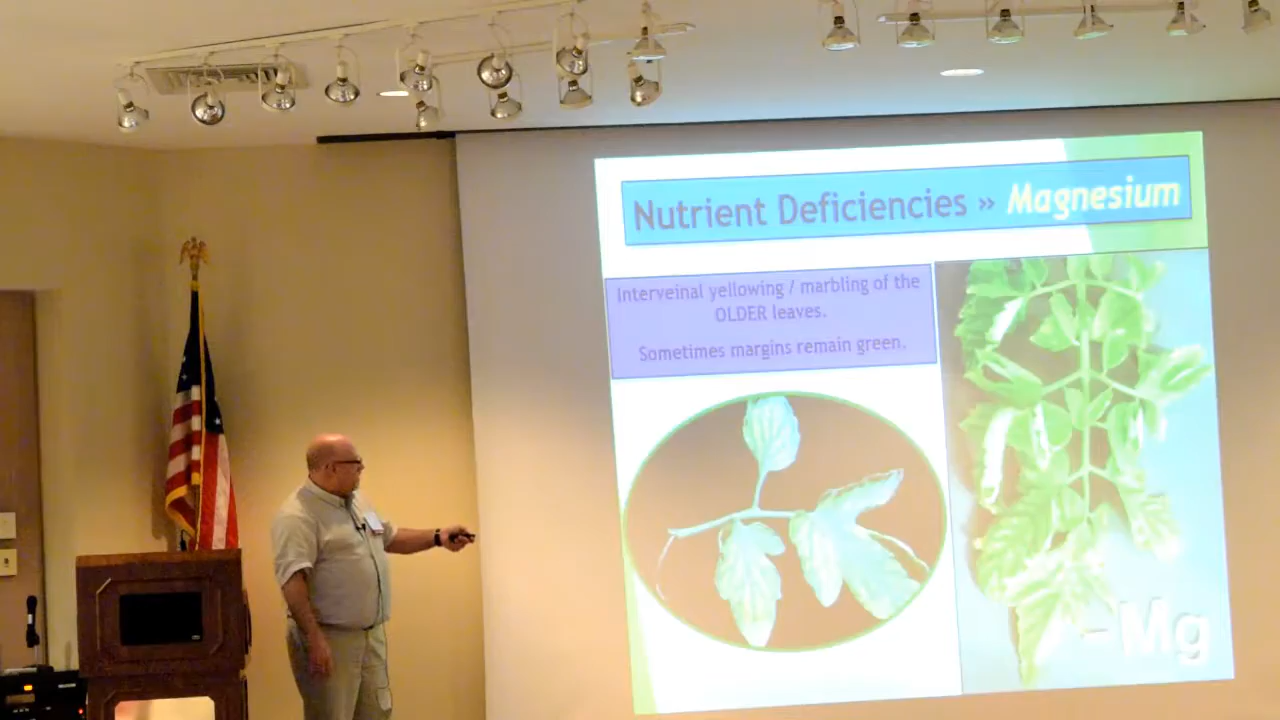 Nutrient Deficiencies » Magnesium
Interveinal yellowing / marbling of the
OLDER leaves.
Sometimes margins remain green.
-Mg